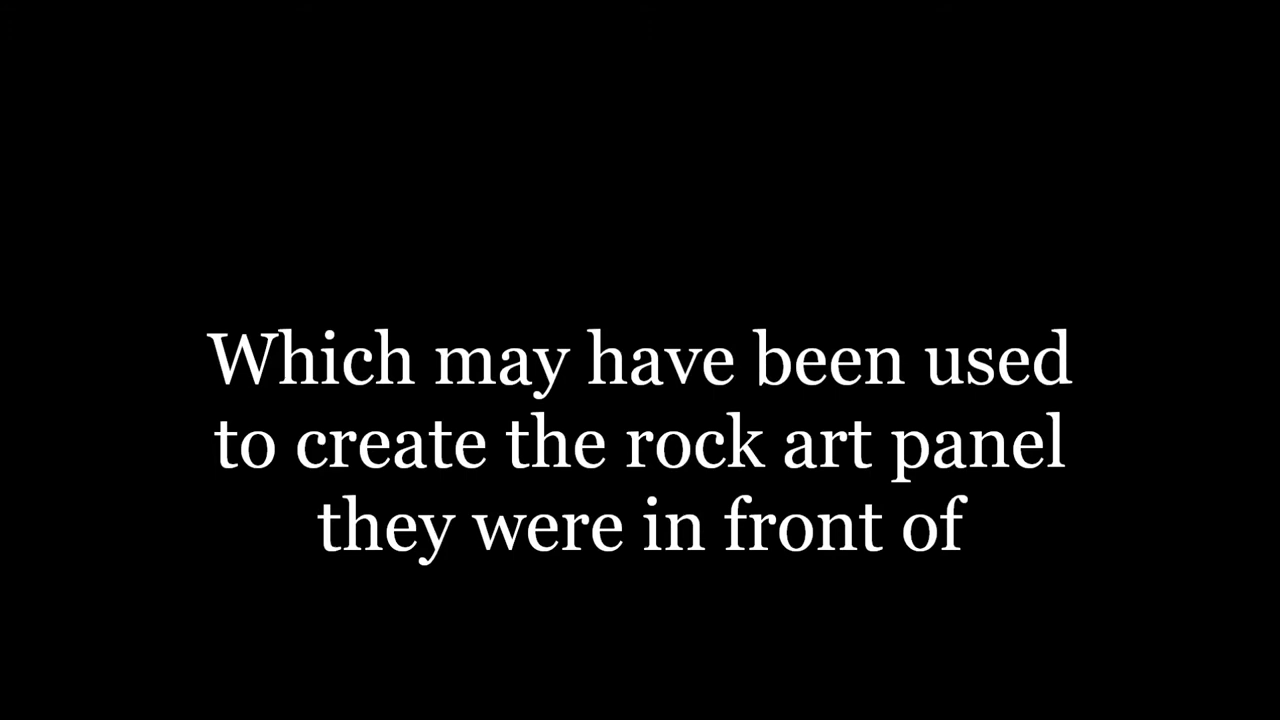 Which may have been used
to create the rock art panel
they were in front of